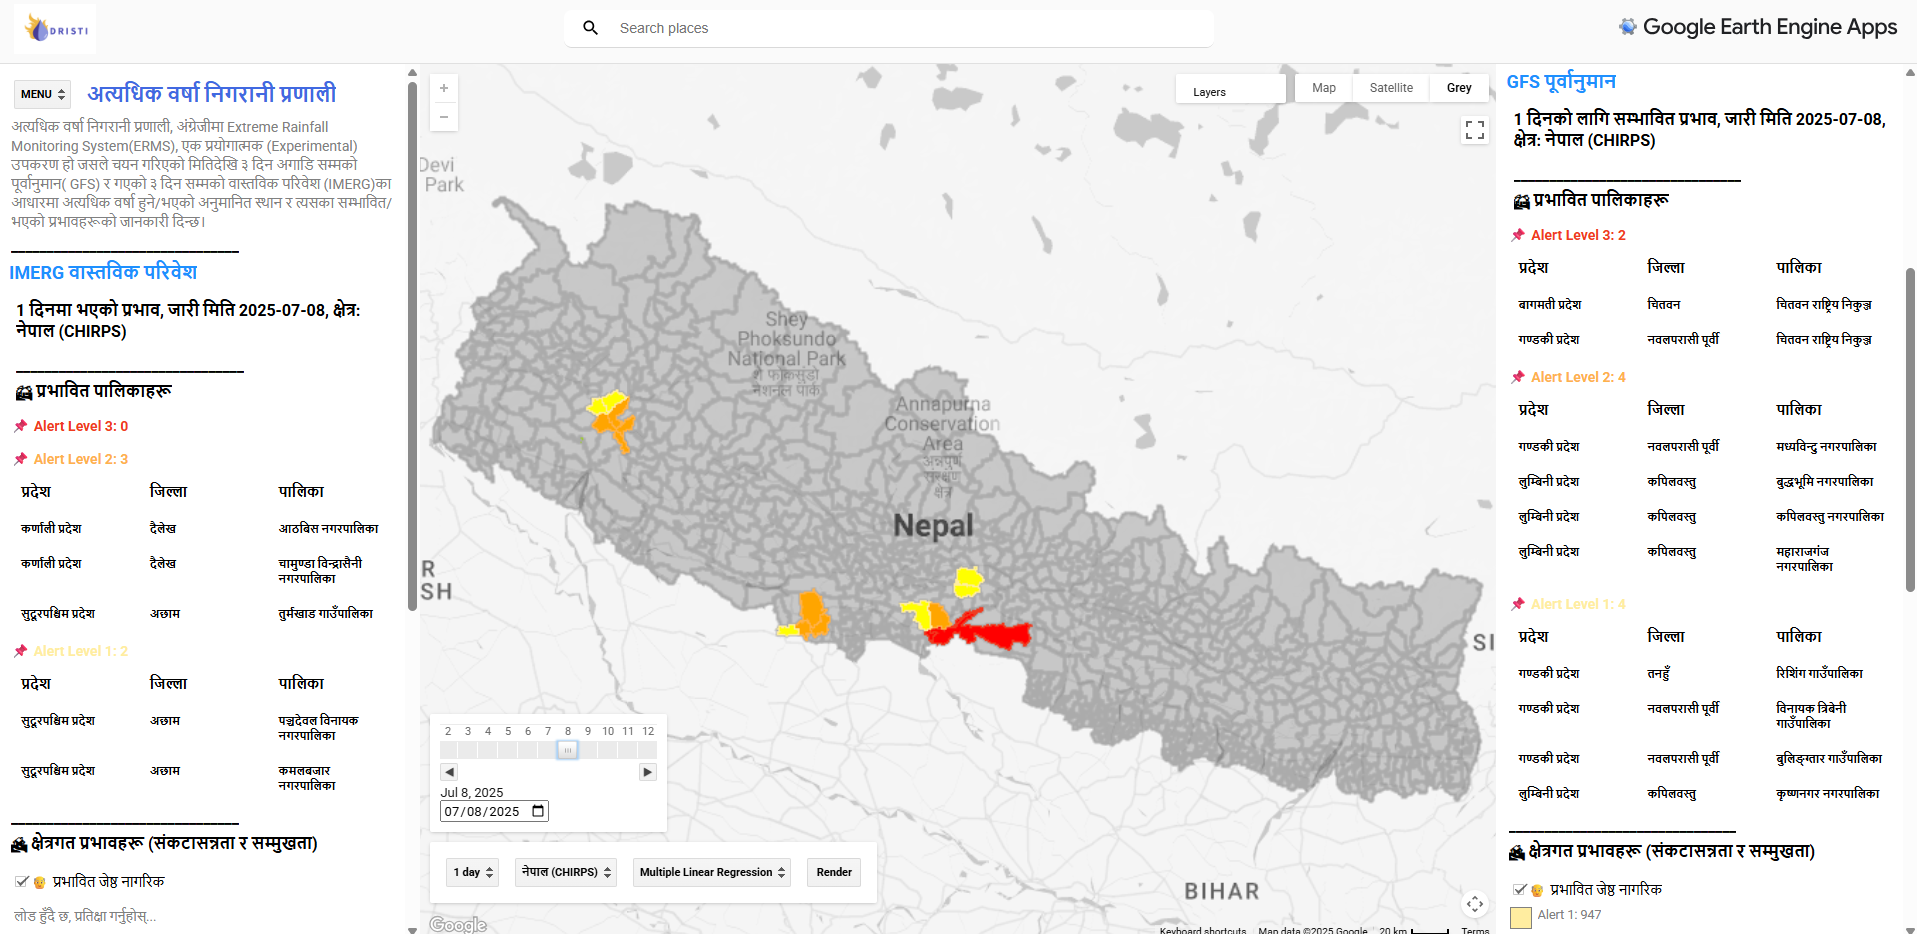 DRISTI
Search places
Google Earth Engine Apps
MENU
अत्यधिक वर्षा निगरानी प्रणाली
अत्यधिक वर्षा निगरानी प्रणाली, अंग्रेजीमा Extreme Rainfall
Monitoring System(ERMS), एक प्रयोगात्मक (Experimental)
उपकरण हो जसले चयन गरिएको मितिदेखि ३ दिन अगाडि सम्मको
पूर्वानुमान( GFS) र गएको ३ दिन सम्मको वास्तविक परिवेश (IMERG)का
आधारमा अत्यधिक वर्षा हुने/भएको अनुमानित स्थान र त्यसका सम्भावित/
भएको प्रभावहरूको जानकारी दिन्छ।
IMERG वास्तविक परिवेश
1 दिनमा भएको प्रभाव, जारी मिति 2025-07-08, क्षेत्र:
नेपाल (CHIRPS)
प्रभावित पालिकाहरू
Alert Level 3: 0
Alert Level 2: 3
प्रदेश जिल्ला पालिका
कर्णाली प्रदेश दैलेख आठबिस नगरपालिका
कर्णाली प्रदेश दैलेख चामुण्डा विन्द्रासैनी
नगरपालिका
सुदूरपश्चिम प्रदेश अछाम तुर्मखाड गाउँपालिका
Alert Level 1: 2
प्रदेश जिल्ला पालिका
सुदूरपश्चिम प्रदेश अछाम पञ्चदेवल विनायक
नगरपालिका
सुदूरपश्चिम प्रदेश अछाम कमलबजार
नगरपालिका
क्षेत्रगत प्रभावहरू (संकटासन्नता र सम्मुखता)
प्रभावित जेष्ठ नागरिक
लोड हुँदै छ, प्रतिक्षा गर्नुहोस्...
+
−
Layers
Map Satellite Grey
Devi
Park
Shey
Phoksundo
National Park
शे फोकसुंडो
नेशनल पार्क
Annapurna
Conservation
Area
अन्नपूर्ण
संरक्षण
क्षेत्र
Nepal
R
SH
SI
BIHAR
2 3 4 5 6 7 8 9 10 11 12
Jul 8, 2025
07/08/2025
1 day नेपाल (CHIRPS) Multiple Linear Regression Render
Google
Keyboard shortcuts Map data ©2025 Google 20 km Terms
GFS पूर्वानुमान
1 दिनको लागि सम्भावित प्रभाव, जारी मिति 2025-07-08,
क्षेत्र: नेपाल (CHIRPS)
प्रभावित पालिकाहरू
Alert Level 3: 2
प्रदेश जिल्ला पालिका
बागमती प्रदेश चितवन चितवन राष्ट्रिय निकुञ्ज
गण्डकी प्रदेश नवलपरासी पूर्वी चितवन राष्ट्रिय निकुञ्ज
Alert Level 2: 4
प्रदेश जिल्ला पालिका
गण्डकी प्रदेश नवलपरासी पूर्वी मध्यविन्दु नगरपालिका
लुम्बिनी प्रदेश कपिलवस्तु बुद्धभूमि नगरपालिका
लुम्बिनी प्रदेश कपिलवस्तु कपिलवस्तु नगरपालिका
लुम्बिनी प्रदेश कपिलवस्तु महाराजगंज
नगरपालिका
Alert Level 1: 4
प्रदेश जिल्ला पालिका
गण्डकी प्रदेश तनहुँ रिशिंग गाउँपालिका
गण्डकी प्रदेश नवलपरासी पूर्वी विनायक त्रिबेनी
गाउँपालिका
गण्डकी प्रदेश नवलपरासी पूर्वी बुलिङ्ग्तार गाउँपालिका
लुम्बिनी प्रदेश कपिलवस्तु कृष्णनगर नगरपालिका
क्षेत्रगत प्रभावहरू (संकटासन्नता र सम्मुखता)
प्रभावित जेष्ठ नागरिक
Alert 1: 947